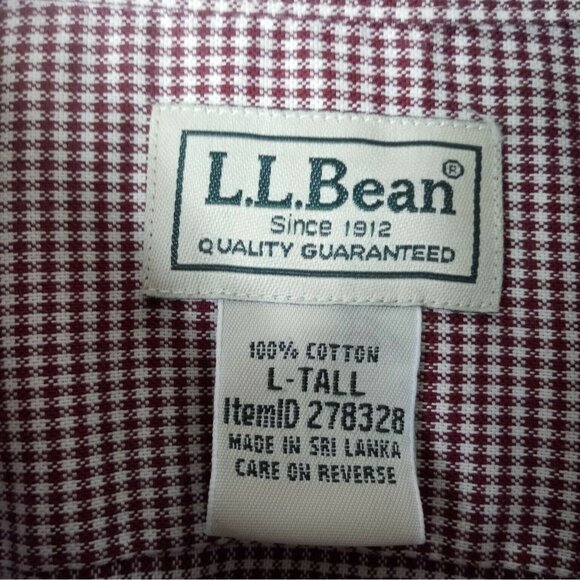 L.L.Bean®
Since 1912
QUALITY GUARANTEED
100% COTTON
L-TALL
ItemID 278328
MADE IN SRI LANKA
CARE ON REVERSE